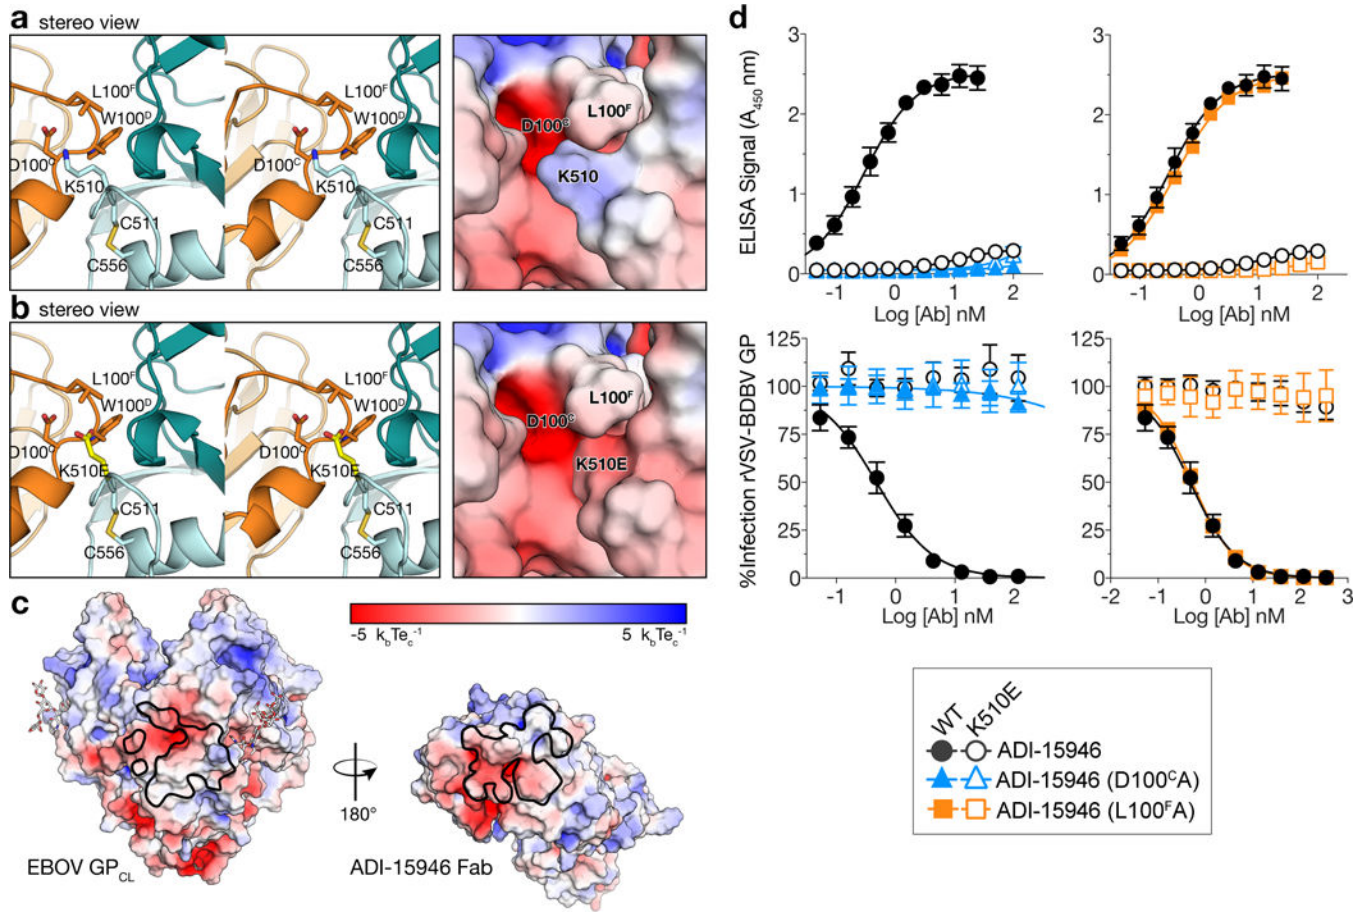 a stereo view
L100F
W100D
D100C
K510
C511
C556
L100F
W100D
D100C
K510
C511
C556
D100C
L100F
K510
b stereo view
L100F
W100D
D100C
K510E
C511
C556
L100F
W100D
D100C
K510E
C511
C556
D100C
L100F
K510E
c
-5 kbTec-1
5 kbTec-1
180°
EBOV GPCL
ADI-15946 Fab
d
ELISA Signal (A450 nm)
3
2
1
0
-1 0 1 2
Log [Ab] nM
3
2
1
0
-1 0 1 2
Log [Ab] nM
%Infection rVSV-BDBV GP
125
100
75
50
25
0
-1 0 1 2
Log [Ab] nM
125
100
75
50
25
0
-2 -1 0 1 2 3
Log [Ab] nM
WT K510E
ADI-15946
ADI-15946 (D100CA)
ADI-15946 (L100FA)